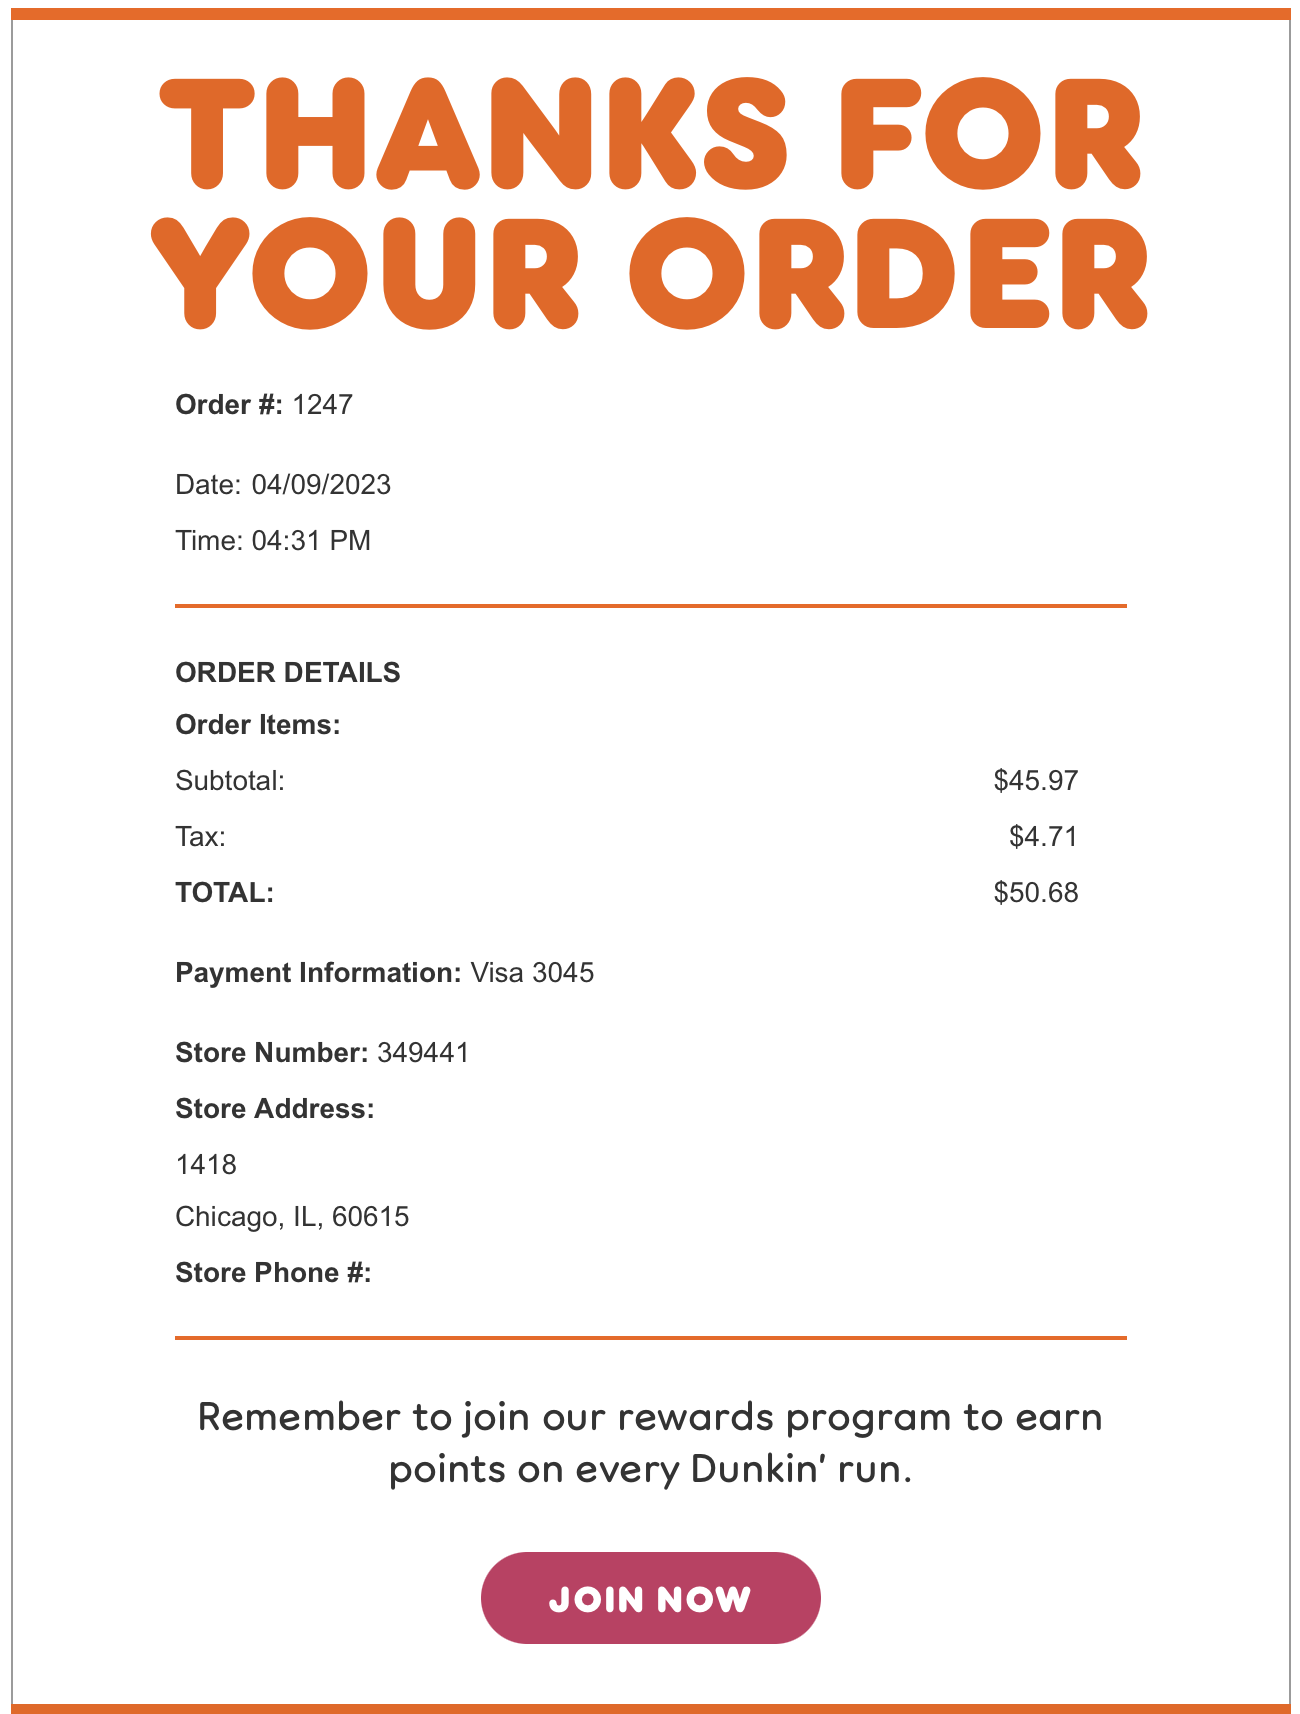 THANKS FOR
YOUR ORDER
Order #: 1247
Date: 04/09/2023
Time: 04:31 PM
ORDER DETAILS
Order Items:
Subtotal: $45.97
Tax: $4.71
TOTAL: $50.68
Payment Information: Visa 3045
Store Number: 349441
Store Address:
1418
Chicago, IL, 60615
Store Phone #:
Remember to join our rewards program to earn
points on every Dunkin' run.
JOIN NOW